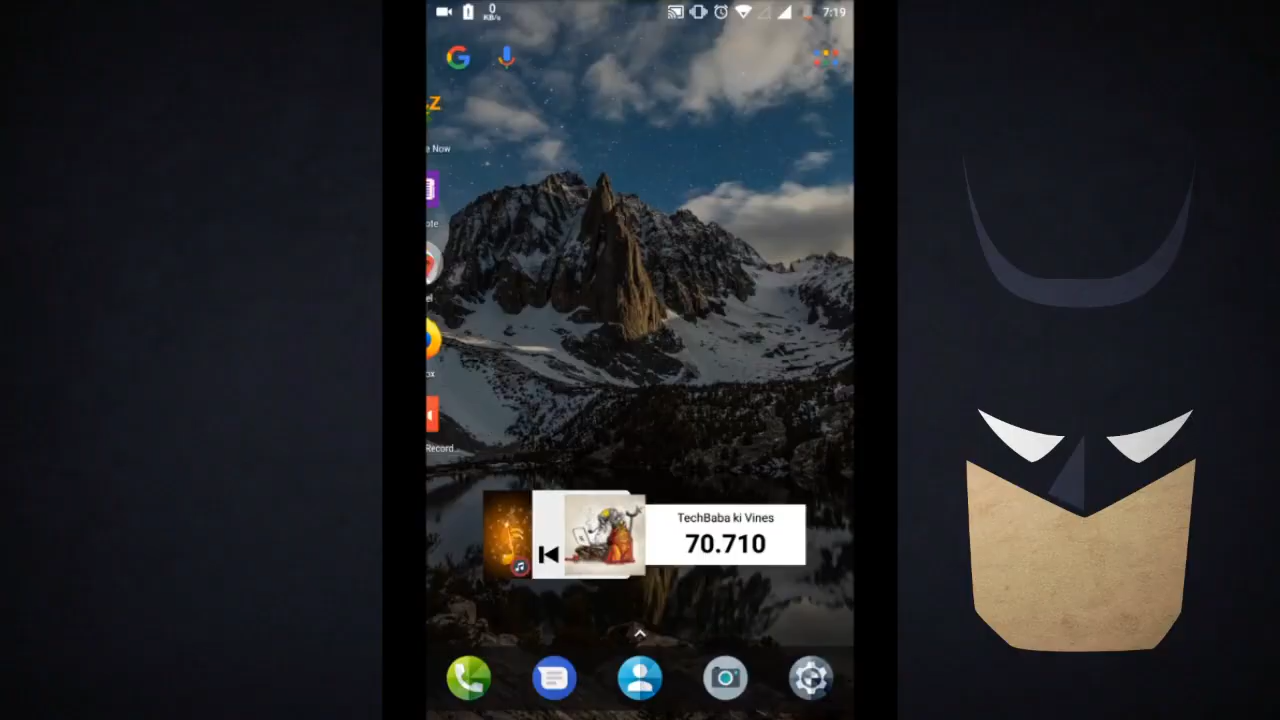 0
KB/s
7:19
Z
e Now
ote
el
ox
Record...
TechBaba ki Vines
70.710